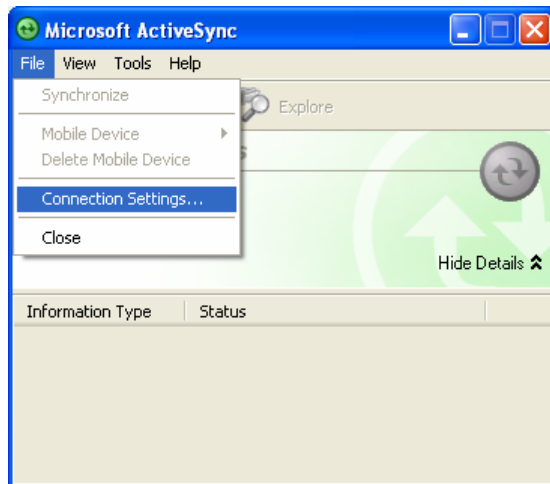 Microsoft ActiveSync
File View Tools Help
Synchronize
Explore
Mobile Device
Delete Mobile Device
Connection Settings...
Close
Hide Details
Information Type Status